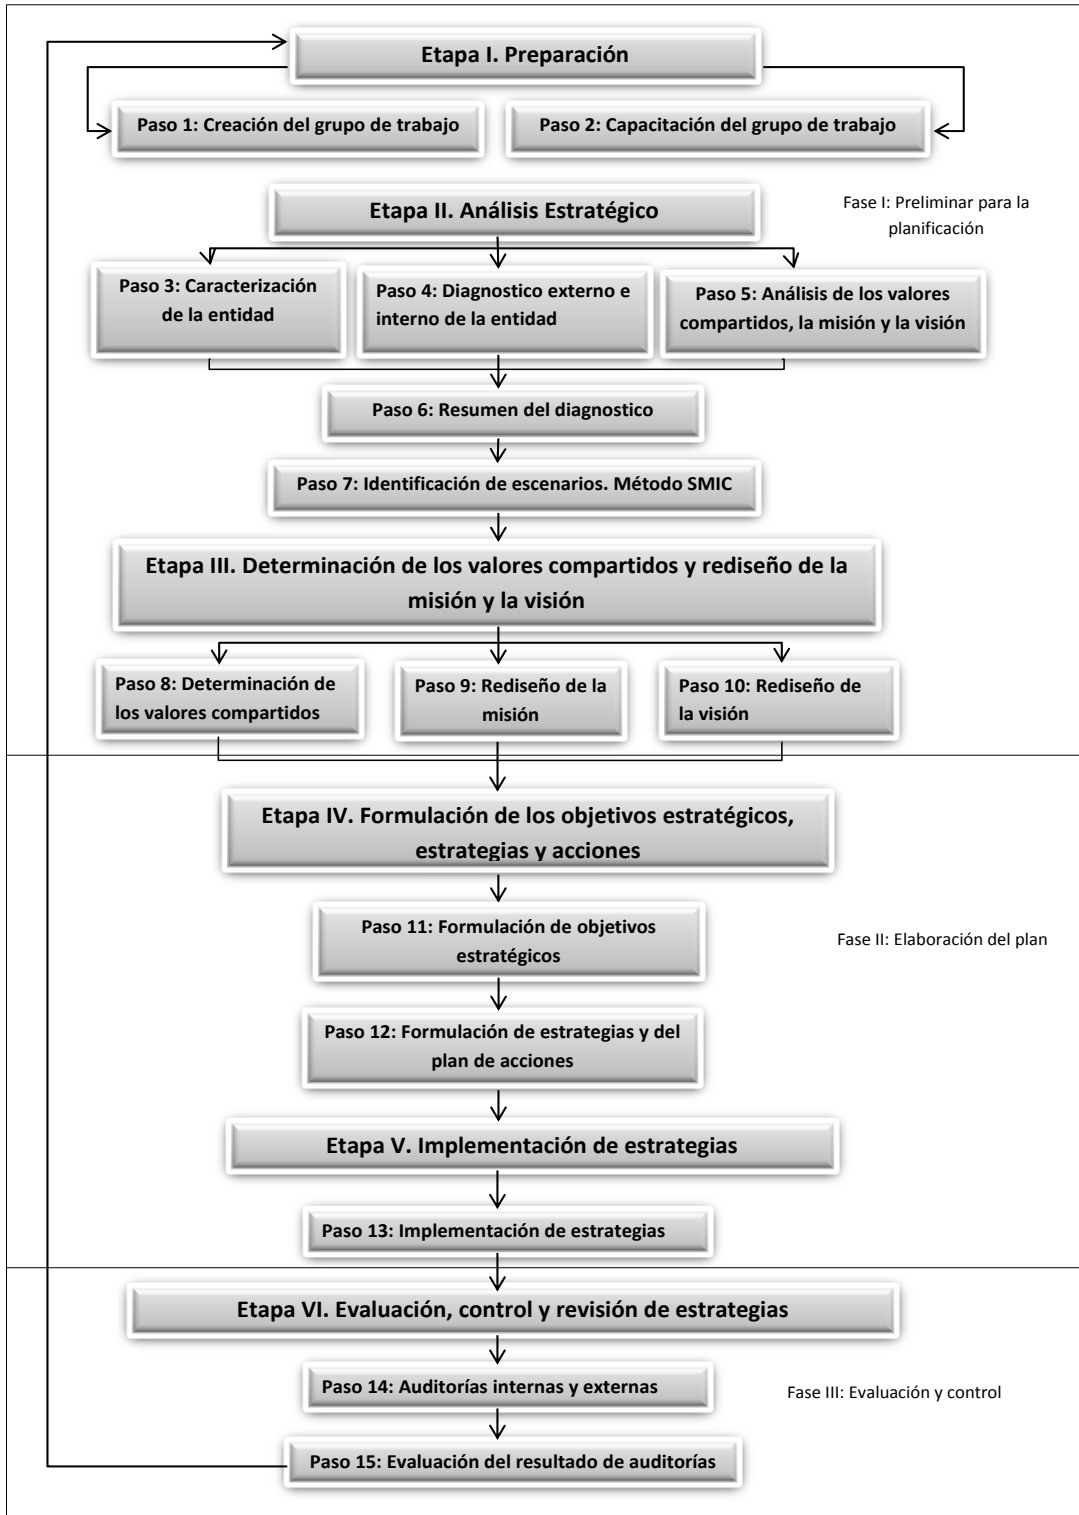 Etapa I. Preparación
Paso 1: Creación del grupo de trabajo
Paso 2: Capacitación del grupo de trabajo
Etapa II. Análisis Estratégico
Fase I: Preliminar para la
planificación
Paso 3: Caracterización
de la entidad
Paso 4: Diagnostico externo e
interno de la entidad
Paso 5: Análisis de los valores
compartidos, la misión y la visión
Paso 6: Resumen del diagnostico
Paso 7: Identificación de escenarios. Método SMIC
Etapa III. Determinación de los valores compartidos y rediseño de la
misión y la visión
Paso 8: Determinación de
los valores compartidos
Paso 9: Rediseño de la
misión
Paso 10: Rediseño de
la visión
Etapa IV. Formulación de los objetivos estratégicos,
estrategias y acciones
Paso 11: Formulación de objetivos
estratégicos
Fase II: Elaboración del plan
Paso 12: Formulación de estrategias y del
plan de acciones
Etapa V. Implementación de estrategias
Paso 13: Implementación de estrategias
Etapa VI. Evaluación, control y revisión de estrategias
Paso 14: Auditorías internas y externas
Fase III: Evaluación y control
Paso 15: Evaluación del resultado de auditorías